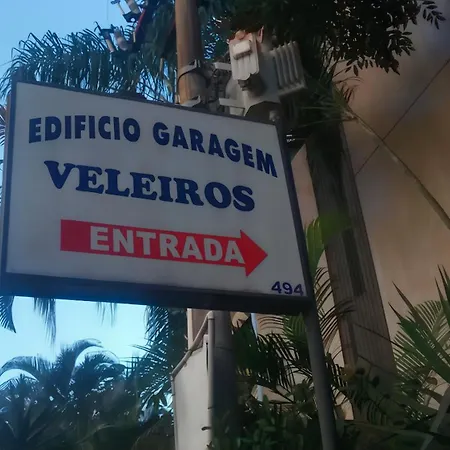 EDIFICIO GARAGEM
VELEIROS
ENTRADA
494